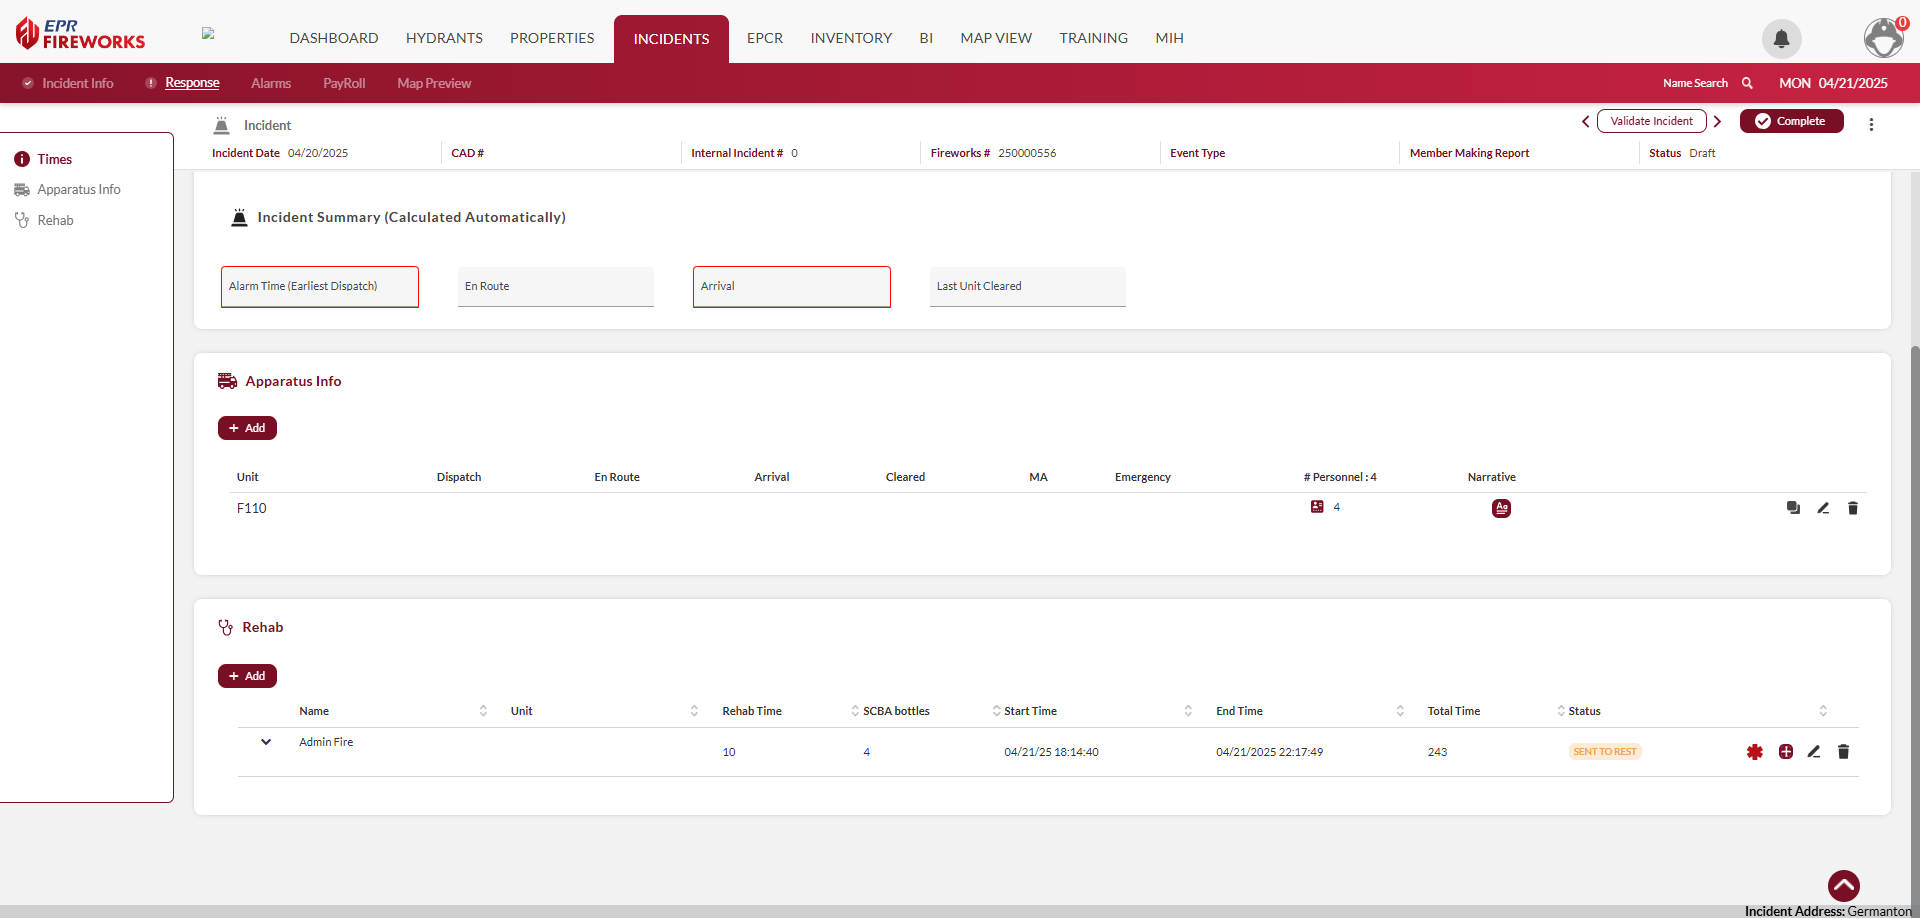 EPR
FIREWORKS
DASHBOARD HYDRANTS PROPERTIES INCIDENTS EPCR INVENTORY BI MAP VIEW TRAINING MIH
0
Incident Info Response Alarms PayRoll Map Preview Name Search MON 04/21/2025
Incident
Validate Incident Complete
Incident Date 04/20/2025 CAD # Internal Incident # 0 Fireworks # 250000556 Event Type Member Making Report Status Draft
Times
Apparatus Info
Rehab
Incident Summary (Calculated Automatically)
Alarm Time (Earliest Dispatch) En Route Arrival Last Unit Cleared
Apparatus Info
+ Add
Unit Dispatch En Route Arrival Cleared MA Emergency # Personnel : 4 Narrative
F110 4 Aa
Rehab
+ Add
Name Unit Rehab Time SCBA bottles Start Time End Time Total Time Status
Admin Fire 10 4 04/21/25 18:14:40 04/21/2025 22:17:49 243 SENT TO REST
Incident Address: Germanton